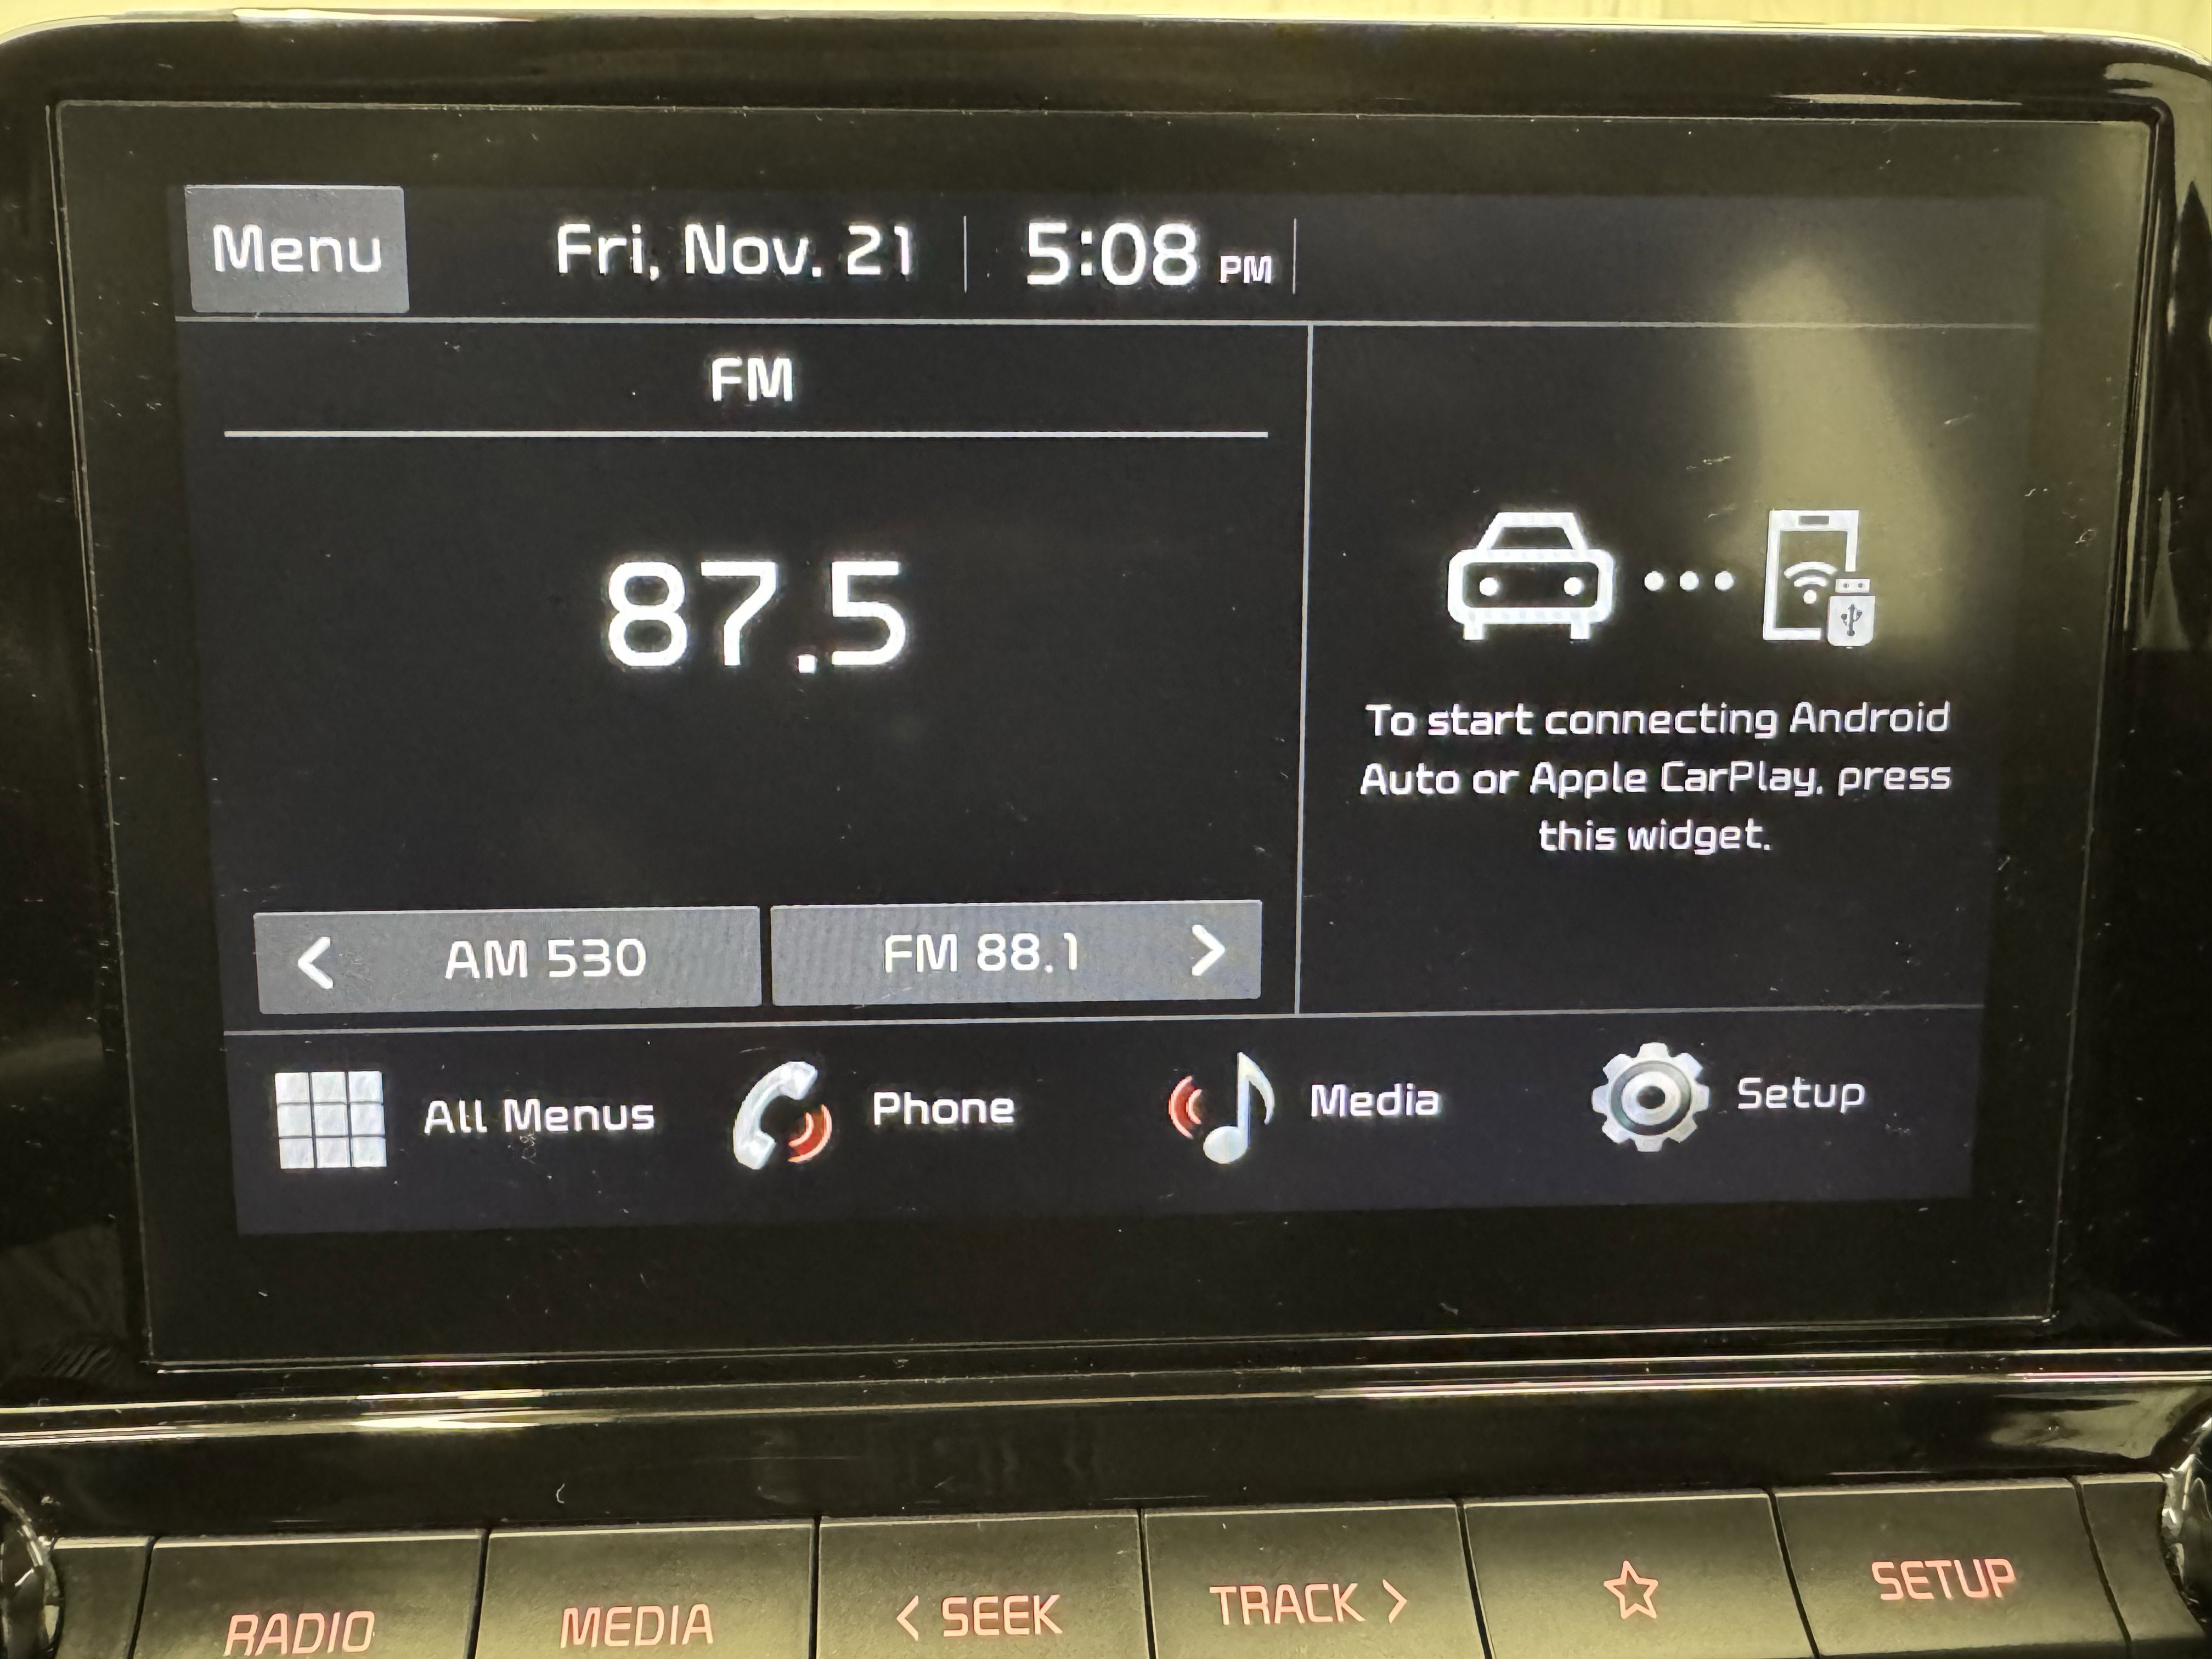 Menu
Fri, Nov. 21
5:08 PM
FM
87.5
To start connecting Android
Auto or Apple CarPlay, press
this widget.
< AM 530
FM 88.1 >
All Menus
Phone
Media
Setup
RADIO
MEDIA
< SEEK
TRACK >
SETUP